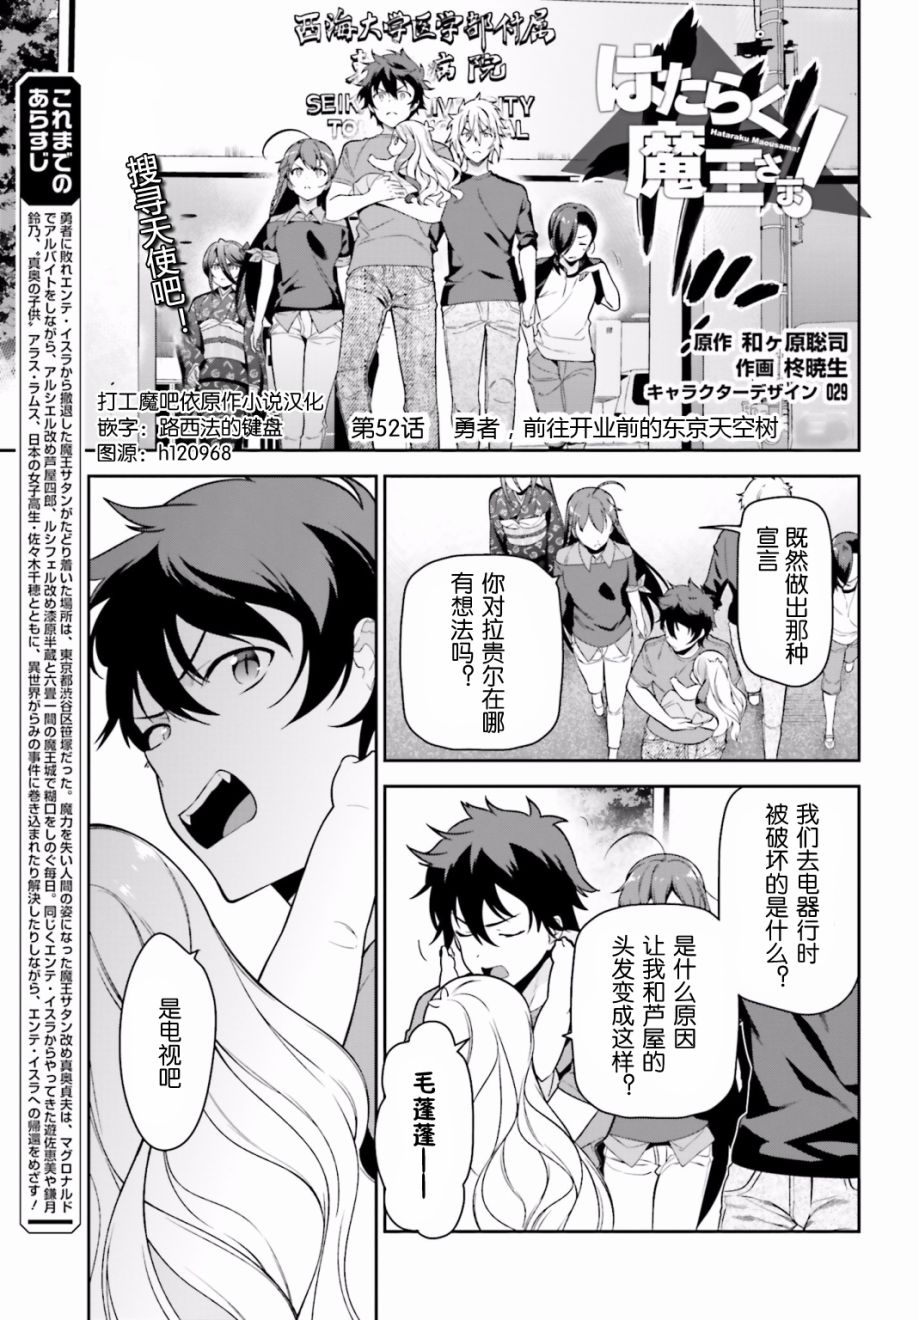 西海大学区学部付属
病院
SEIK
ITY
TO
AL
はたらく
魔王さま!
Hataraku Maousama!
原作 和ヶ原聡司
作画 柊暁生
キャラクターデザイン 029
搜寻天使吧!
打工魔吧依原作小说汉化
嵌字:路西法的键盘
图源:h120968
第52话 勇者,前往开业前的东京天空树
これまでの
あらすじ
勇者に敗れエンテ・イスラから撤退した魔王サタンがたどり着いた場所は、東京都渋谷区笹塚だった。魔力を失い人間の姿になった魔王サタン改め真奥貞夫は、マグロナルド
でアルバイトをしながら、アルシエル改め芦屋四郎、ルシフェル改め漆原半蔵と六畳一間の魔王城で糊口をしのぐ毎日。同じくエンテ・イスラからやってきた遊佐恵美や鎌月
鈴乃、“真奥の子供”アラス・ラムス、日本の女子高生・佐々木千穂とともに、異世界がらみの事件に巻き込まれたり解決したりしながら、エンテ・イスラへの帰還をめざす!
既然做出那种
宣言
你对拉贵尔在哪
有想法吗?
我们去电器行时
被破坏的是什么?
是什么原因
让我和芦屋的
头发变成这样?
毛蓬蓬——
是电视吧